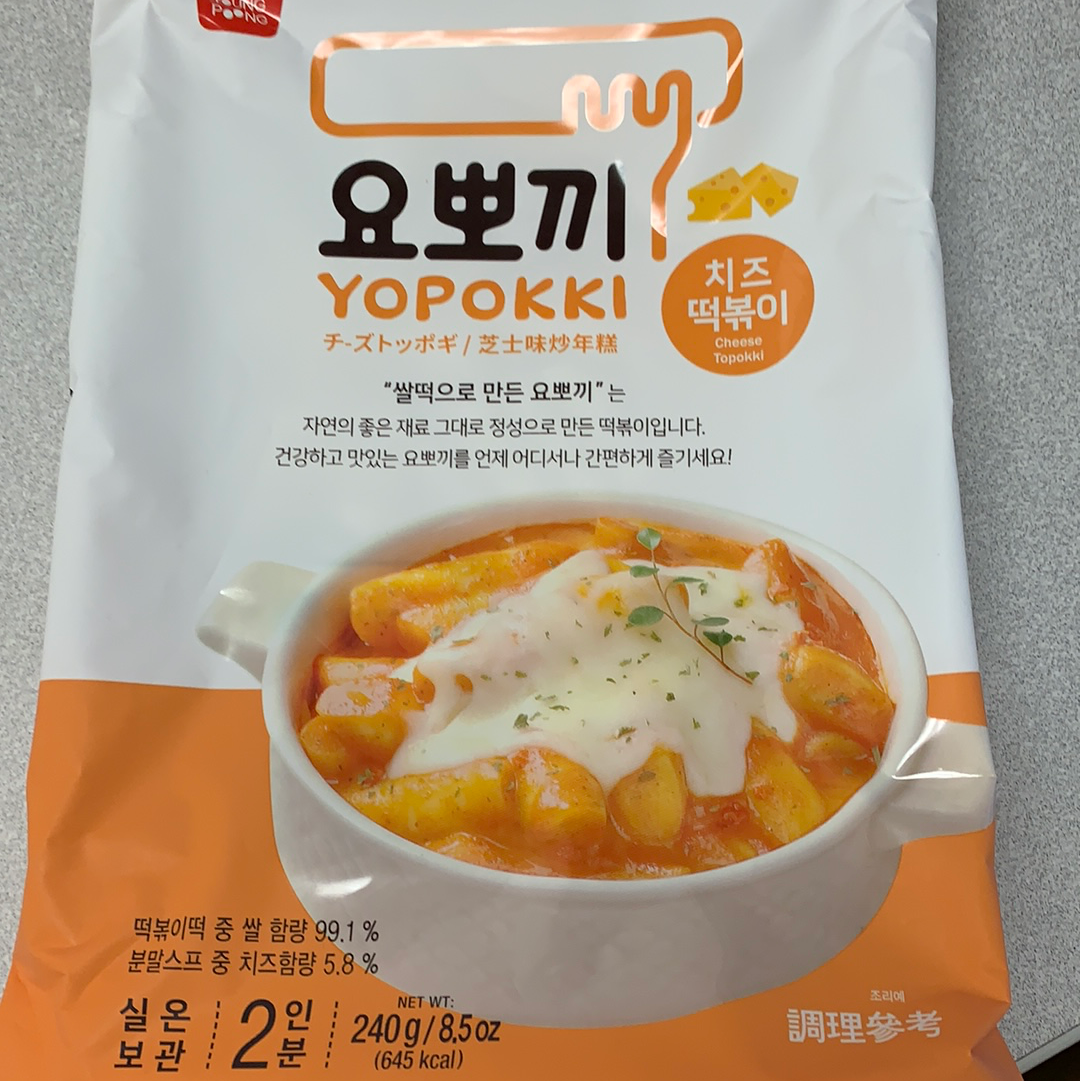 YOUNG
POONG
요뽀끼
YOPOKKI
チーズトッポギ / 芝士味炒年糕
치즈
떡볶이
Cheese
Topokki
“쌀떡으로 만든 요뽀끼”는
자연의 좋은 재료 그대로 정성으로 만든 떡볶이입니다.
건강하고 맛있는 요뽀끼를 언제 어디서나 간편하게 즐기세요!
떡볶이떡 중 쌀 함량 99.1 %
분말스프 중 치즈함량 5.8 %
실온
보관
2인분
NET WT:
240g/8.5oz
(645 kcal)
조리예
調理參考